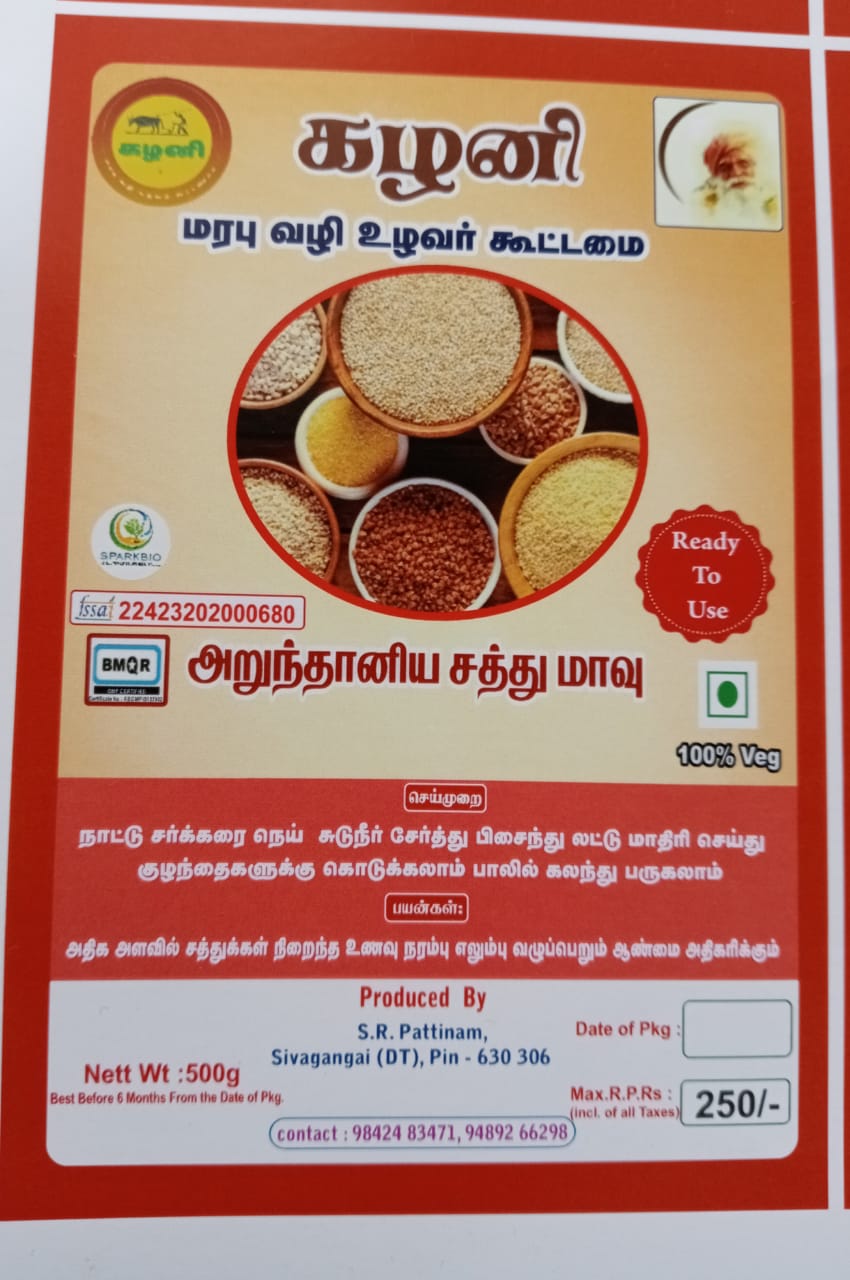 கழனி
கழனி
மரபு வழி உழவர் கூட்டமை
SPARKBIO
Ready
To
Use
fssai 22423202000680
BMQR
GMP CERTIFIED
அறுந்தானிய சத்து மாவு
100% Veg
செய்முறை
நாட்டு சர்க்கரை நெய் சுடுநீர் சேர்த்து பிசைந்து லட்டு மாதிரி செய்து
குழந்தைகளுக்கு கொடுக்கலாம் பாலில் கலந்து பருகலாம்
பயன்கள்:
அதிக அளவில் சத்துக்கள் நிறைந்த உணவு நரம்பு எலும்பு வழுப்பெறும் ஆண்மை அதிகரிக்கும்
Produced By
S.R. Pattinam,
Sivagangai (DT), Pin - 630 306
Date of Pkg :
Nett Wt :500g
Best Before 6 Months From the Date of Pkg.
Max.R.P.Rs :
(incl. of all Taxes)
250/-
contact : 98424 83471, 94892 66298